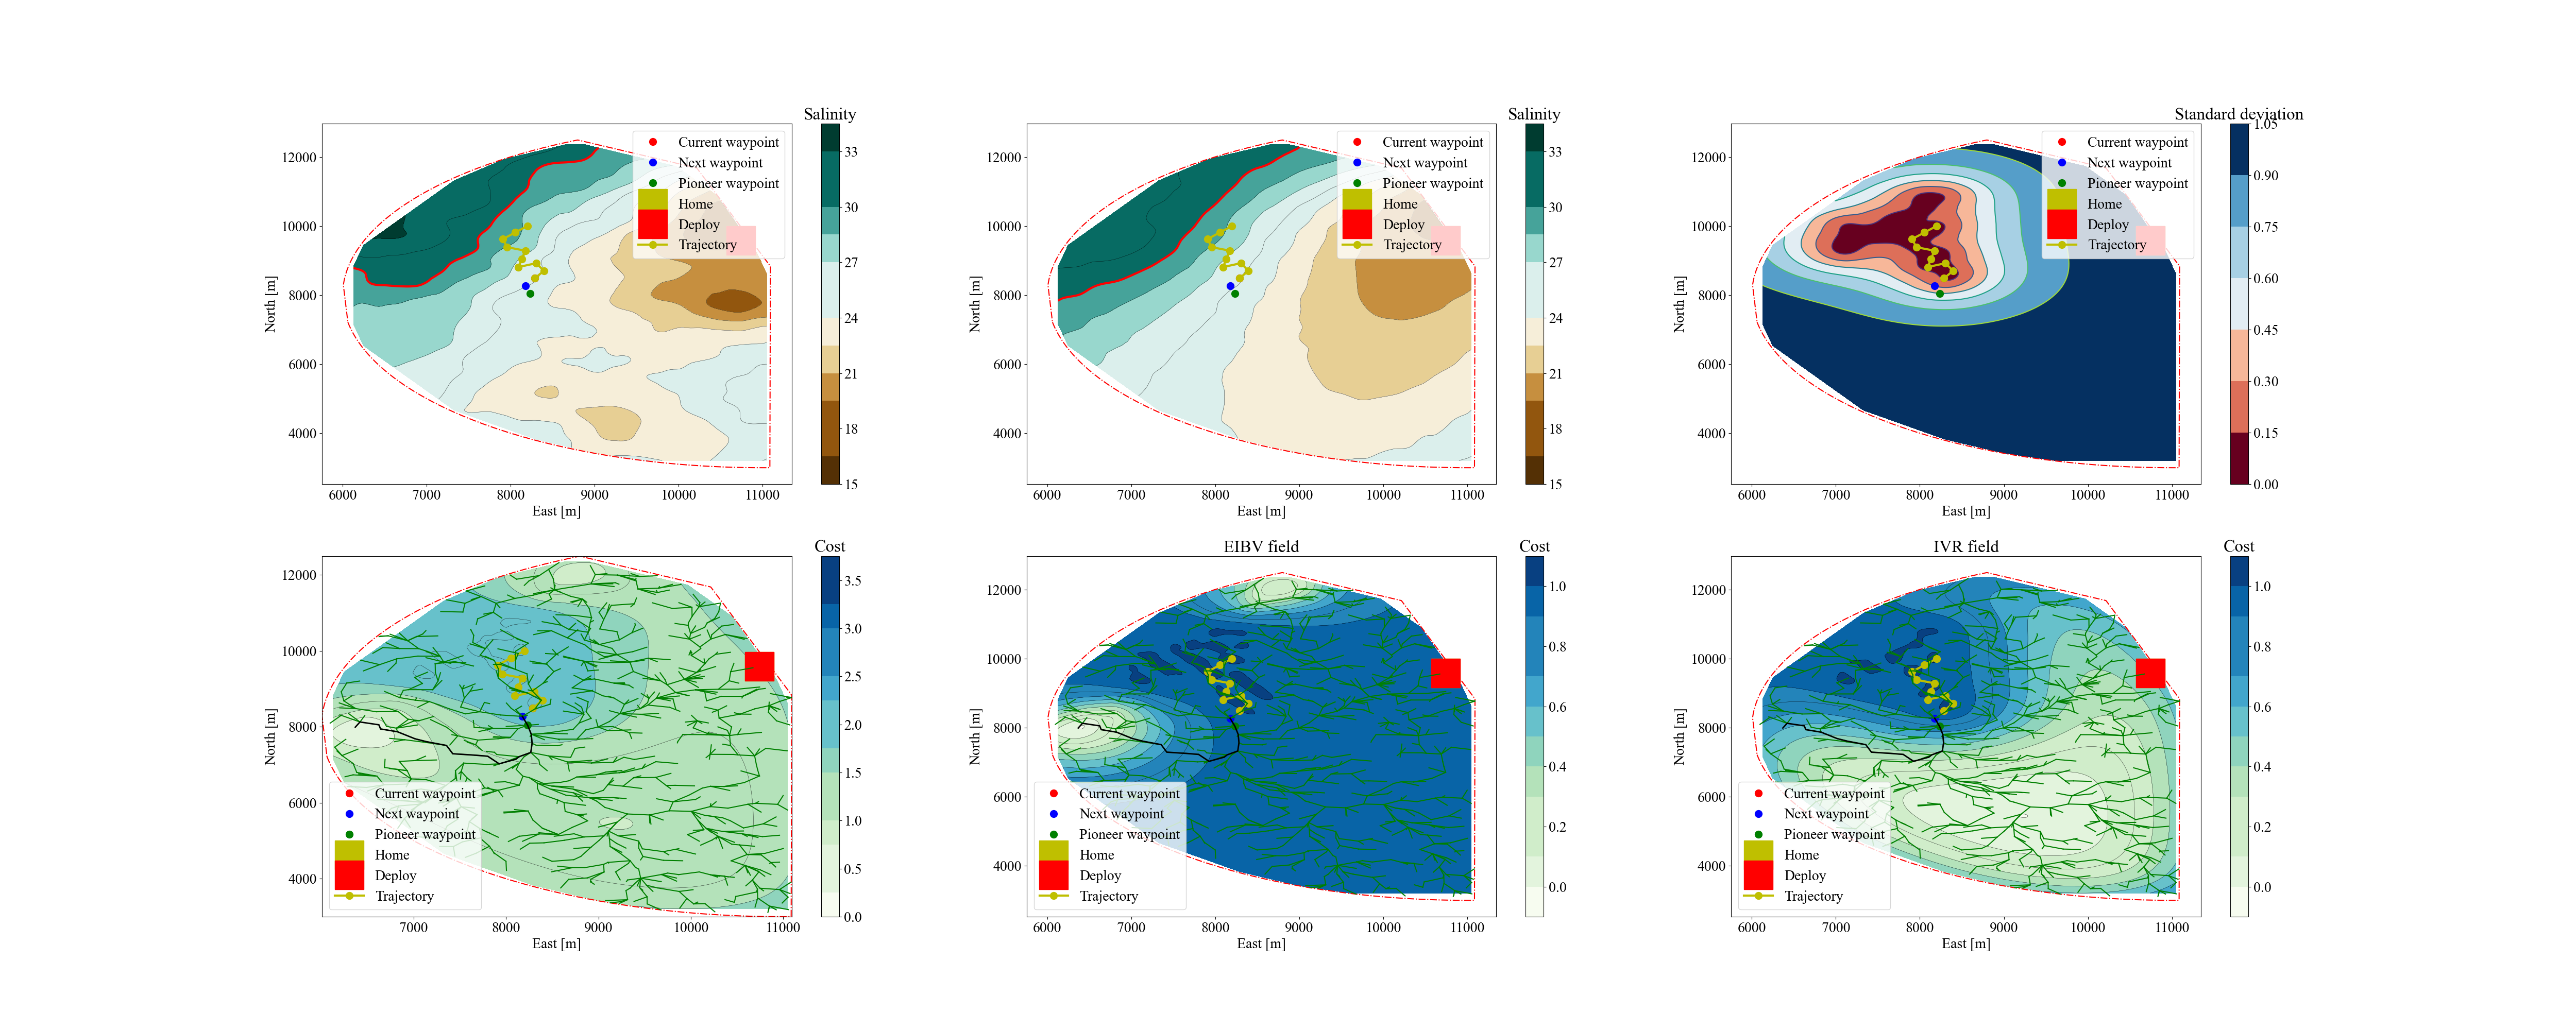 Salinity
12000
10000
8000
6000
4000
North [m]
6000 7000 8000 9000 10000 11000
East [m]
Current waypoint
Next waypoint
Pioneer waypoint
Home
Deploy
Trajectory
33
30
27
24
21
18
15
Salinity
12000
10000
8000
6000
4000
North [m]
6000 7000 8000 9000 10000 11000
East [m]
Current waypoint
Next waypoint
Pioneer waypoint
Home
Deploy
Trajectory
33
30
27
24
21
18
15
Standard deviation
12000
10000
8000
6000
4000
North [m]
6000 7000 8000 9000 10000 11000
East [m]
Current waypoint
Next waypoint
Pioneer waypoint
Home
Deploy
Trajectory
1.05
0.90
0.75
0.60
0.45
0.30
0.15
0.00
Cost
12000
10000
8000
6000
4000
North [m]
7000 8000 9000 10000 11000
East [m]
Current waypoint
Next waypoint
Pioneer waypoint
Home
Deploy
Trajectory
3.5
3.0
2.5
2.0
1.5
1.0
0.5
0.0
EIBV field
Cost
12000
10000
8000
6000
4000
North [m]
6000 7000 8000 9000 10000 11000
East [m]
Current waypoint
Next waypoint
Pioneer waypoint
Home
Deploy
Trajectory
1.0
0.8
0.6
0.4
0.2
0.0
IVR field
Cost
12000
10000
8000
6000
4000
North [m]
6000 7000 8000 9000 10000 11000
East [m]
Current waypoint
Next waypoint
Pioneer waypoint
Home
Deploy
Trajectory
1.0
0.8
0.6
0.4
0.2
0.0